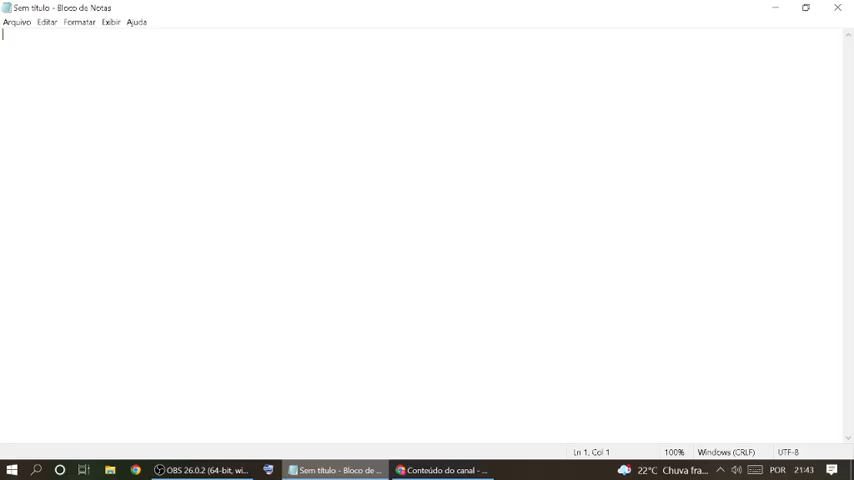 Sem título - Bloco de Notas
Arquivo Editar Formatar Exibir Ajuda
Ln 1, Col 1 100% Windows (CRLF) UTF-8
OBS 26.0.2 (64-bit, wi... Sem título - Bloco de ... Conteúdo do canal - ... 22°C Chuva fra... POR 21:43